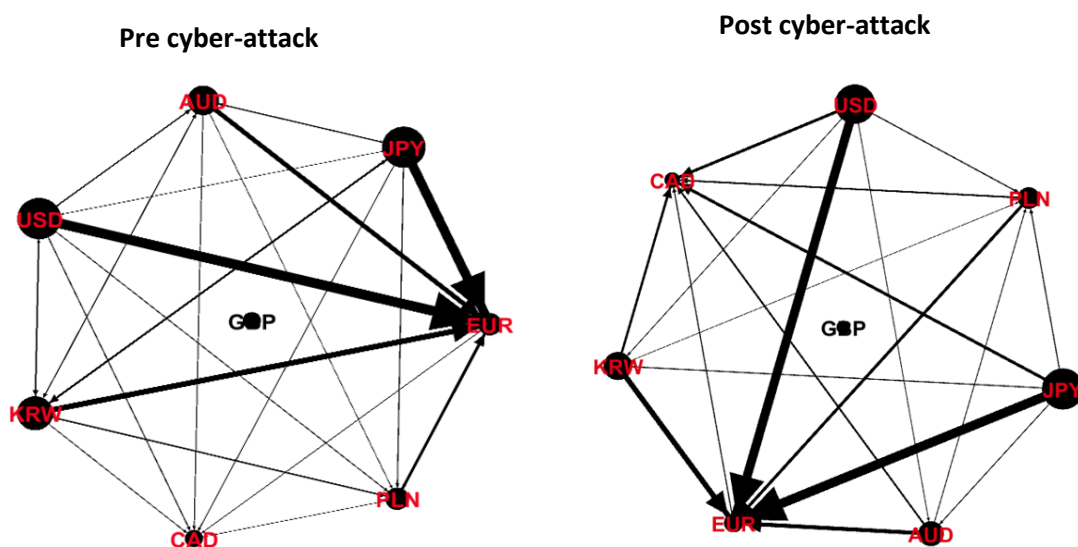 Pre cyber-attack
AUD
JPY
USD
GBP
EUR
KRW
PLN
CAD
Post cyber-attack
USD
CAD
PLN
GBP
KRW
JPY
EUR
AUD